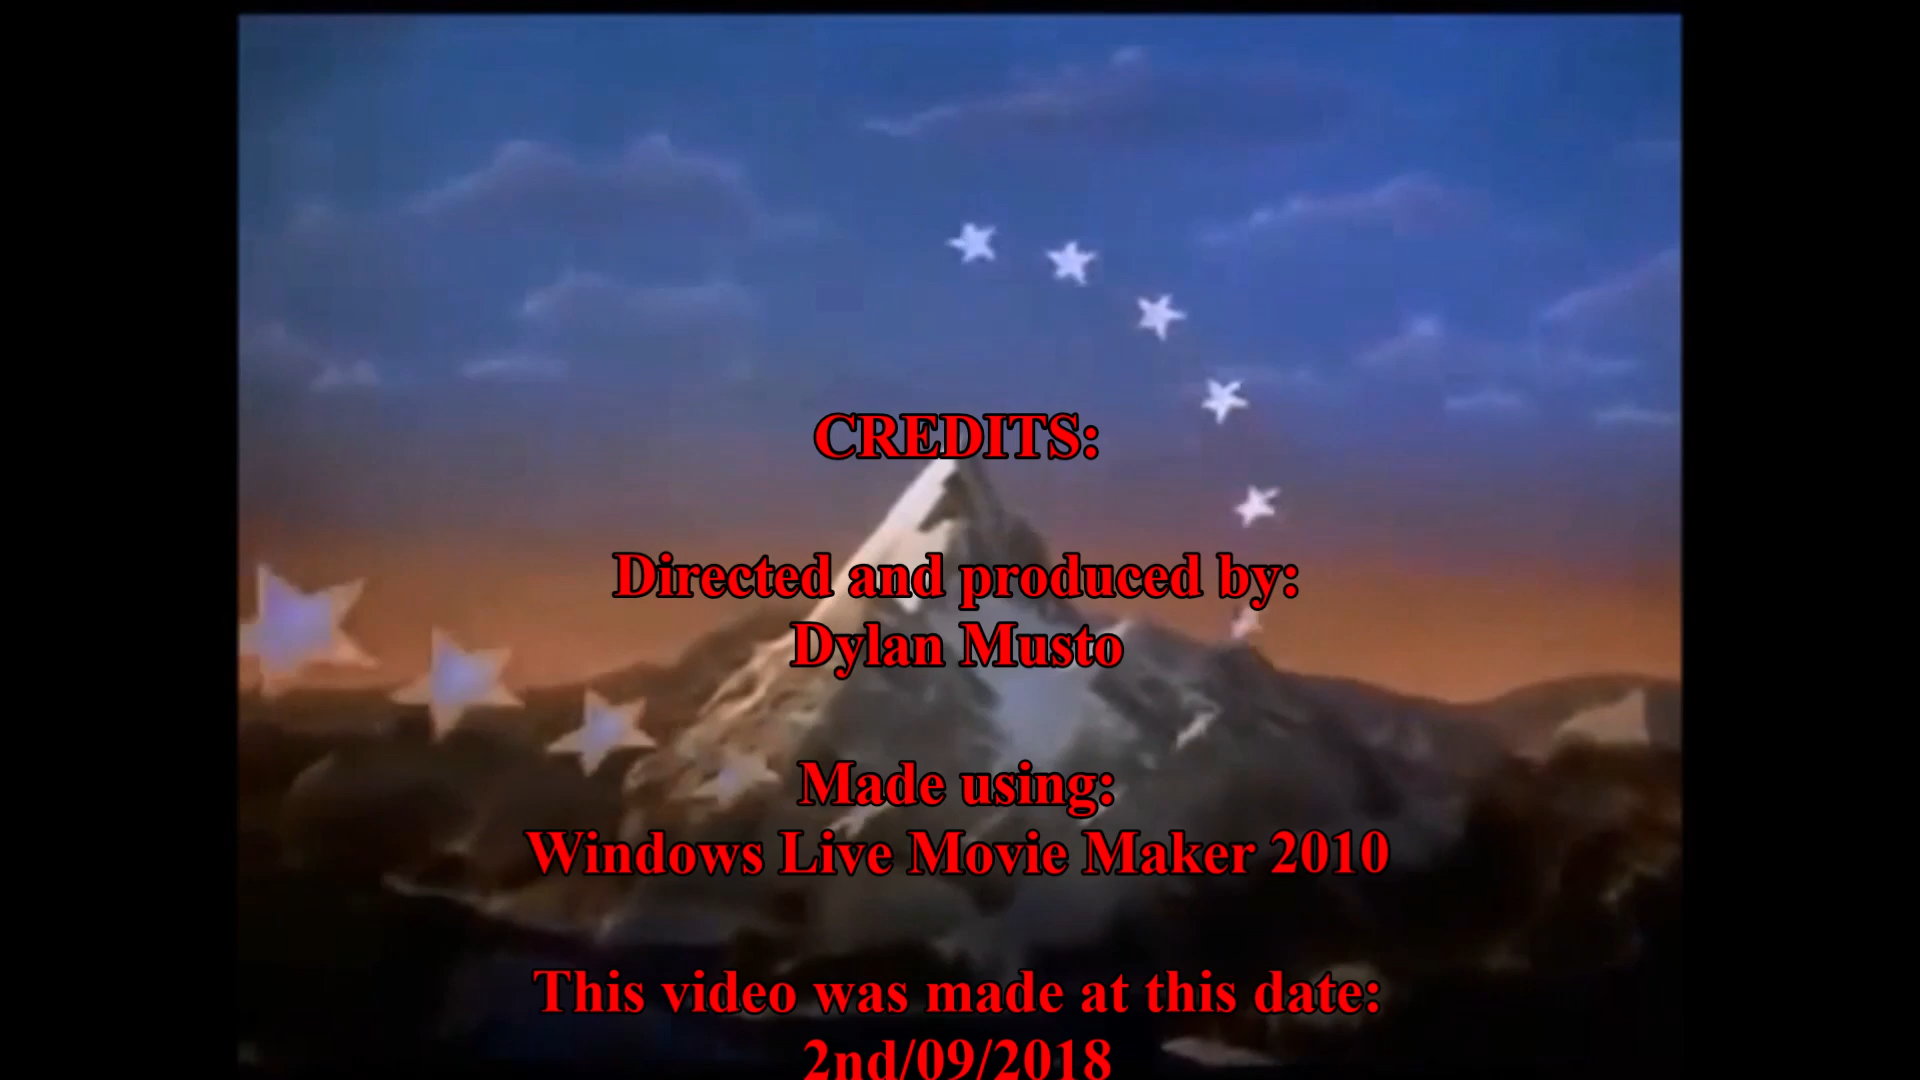 CREDITS:
Directed and produced by:
Dylan Musto
Made using:
Windows Live Movie Maker 2010
This video was made at this date:
2nd/09/2018